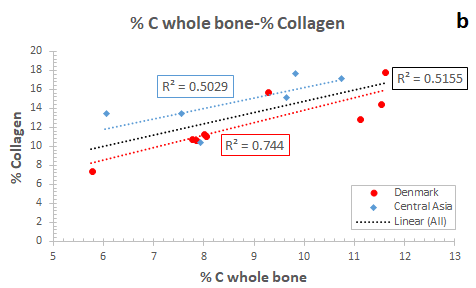 % C whole bone-% Collagen
b
% Collagen
20
18
16
14
12
10
8
6
4
2
0
R² = 0.5029
R² = 0.5155
R² = 0.744
Denmark
Central Asia
Linear (All)
5 6 7 8 9 10 11 12 13
% C whole bone